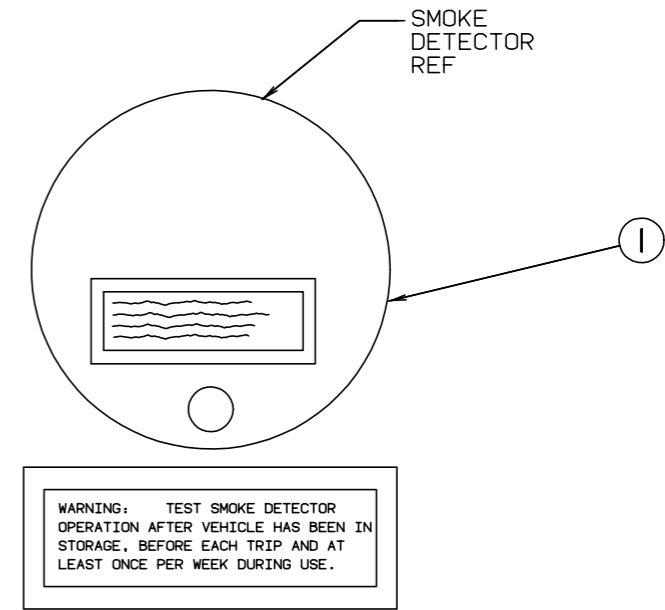 SMOKE
DETECTOR
REF
1
WARNING: TEST SMOKE DETECTOR
OPERATION AFTER VEHICLE HAS BEEN IN
STORAGE, BEFORE EACH TRIP AND AT
LEAST ONCE PER WEEK DURING USE.